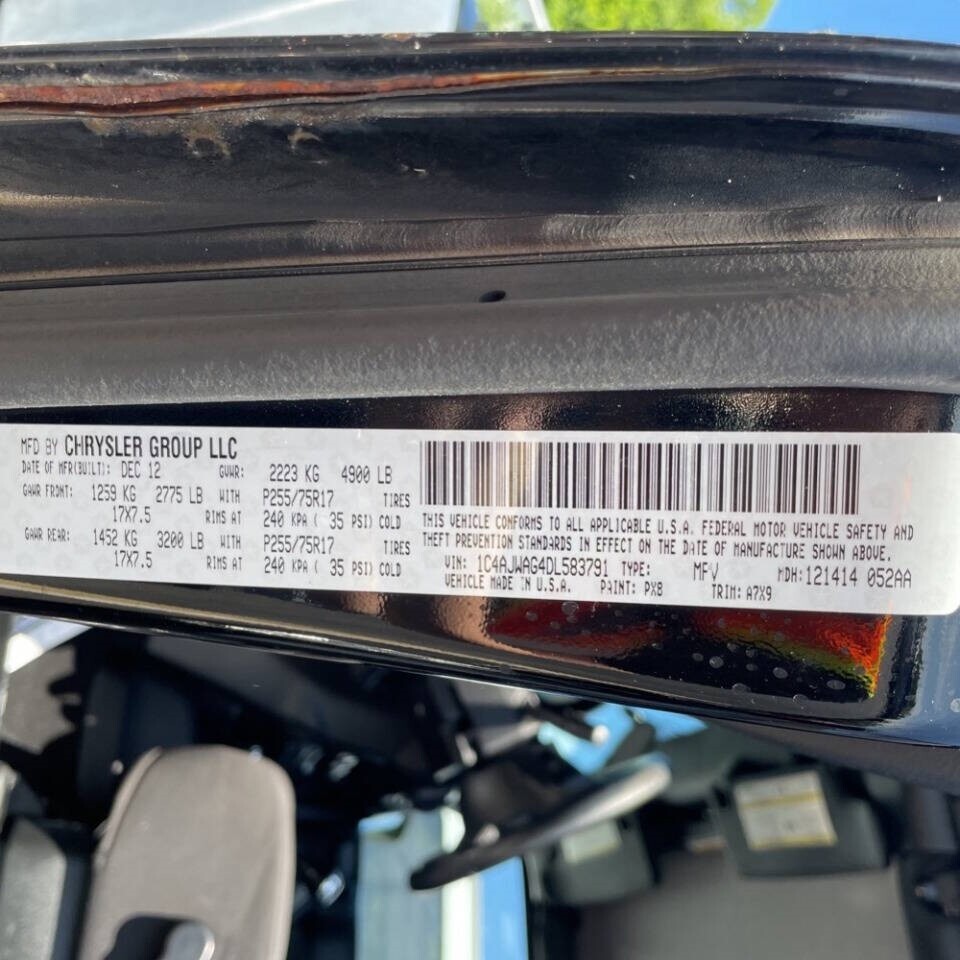 MFD BY CHRYSLER GROUP LLC
DATE OF MFR(BUILT): DEC 12 GVWR: 2223 KG 4900 LB
GAWR FRONT: 1259 KG 2775 LB WITH P255/75R17 TIRES
17X7.5 RIMS AT 240 KPA ( 35 PSI) COLD
GAWR REAR: 1452 KG 3200 LB WITH P255/75R17 TIRES
17X7.5 RIMS AT 240 KPA ( 35 PSI) COLD
THIS VEHICLE CONFORMS TO ALL APPLICABLE U.S.A. FEDERAL MOTOR VEHICLE SAFETY AND
THEFT PREVENTION STANDARDS IN EFFECT ON THE DATE OF MANUFACTURE SHOWN ABOVE.
VIN: 1C4AJWAG4DL583791 TYPE: MPV MDH:121414 052AA
VEHICLE MADE IN U.S.A. PAINT: PX8 TRIM: A7X9